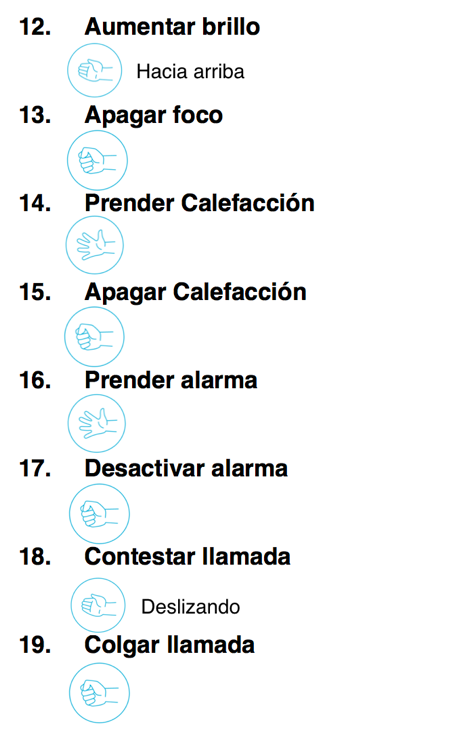 12. Aumentar brillo
Hacia arriba
13. Apagar foco
14. Prender Calefacción
15. Apagar Calefacción
16. Prender alarma
17. Desactivar alarma
18. Contestar llamada
Deslizando
19. Colgar llamada